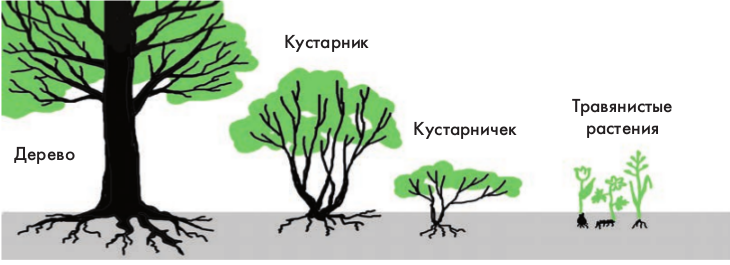 Кустарник
Кустарничек
Травянистые
растения
Дерево